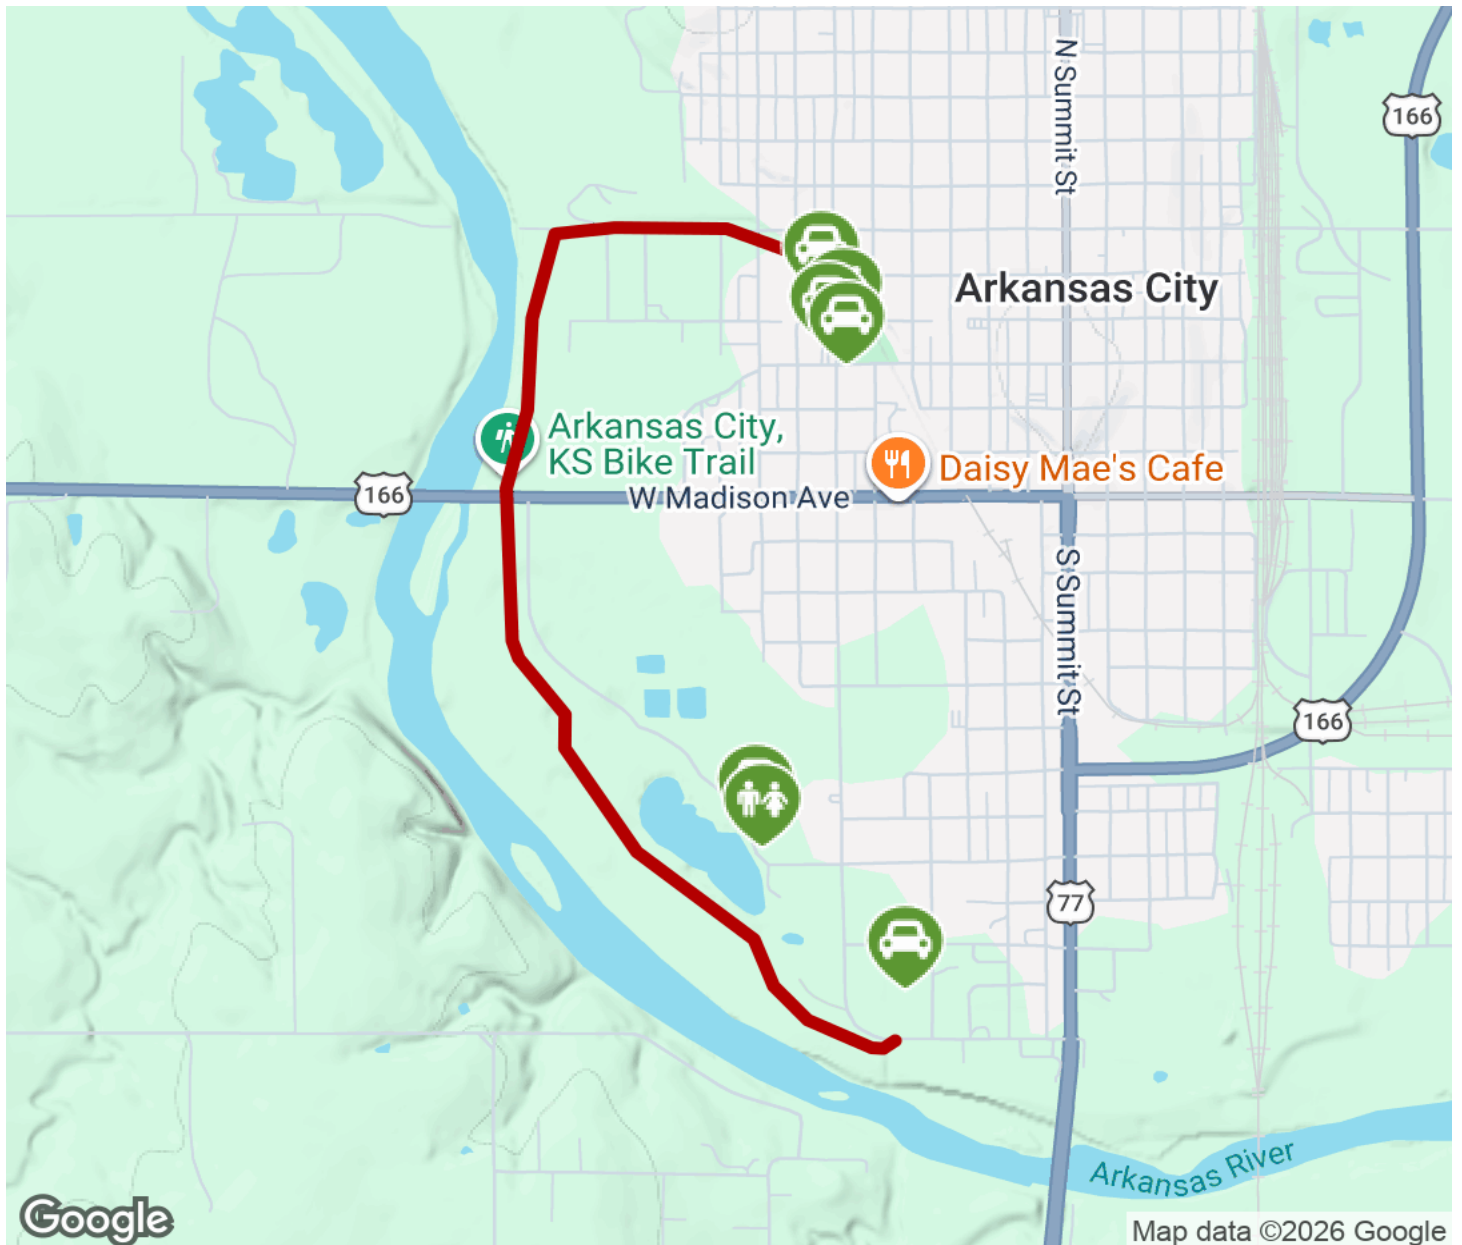 N Summit St
166
Arkansas City
Arkansas City,
KS Bike Trail
Daisy Mae's Cafe
166
W Madison Ave
S Summit St
166
77
Arkansas River
Google
Map data ©2026 Google